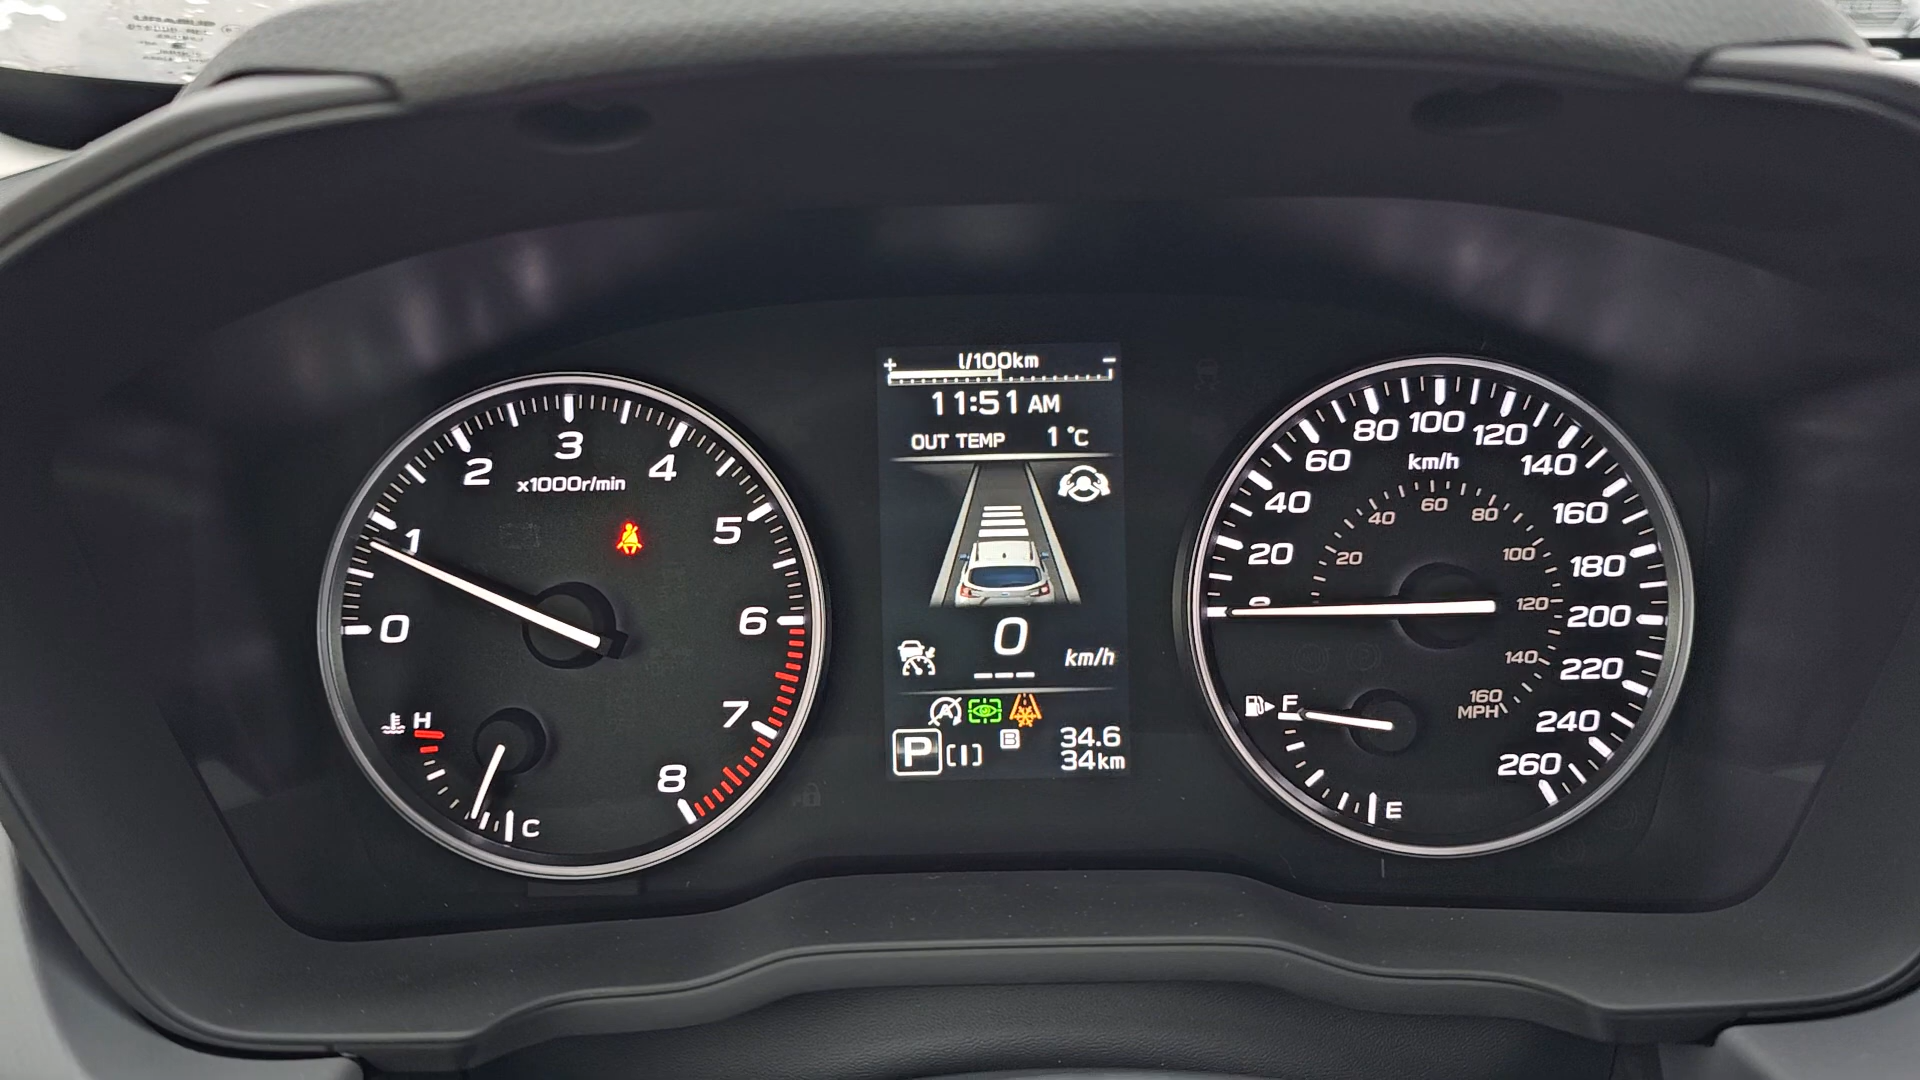 l/100km
+ −
11:51 AM
OUT TEMP 1 °C
0
--- km/h
P [I] B 34.6
34km
0 1 2 3 4 5 6 7 8
x1000r/min
H
C
0 20 40 60 80 100 120 140 160 180 200 220 240 260
km/h
20 40 60 80 100 120 140 160
MPH
F
E